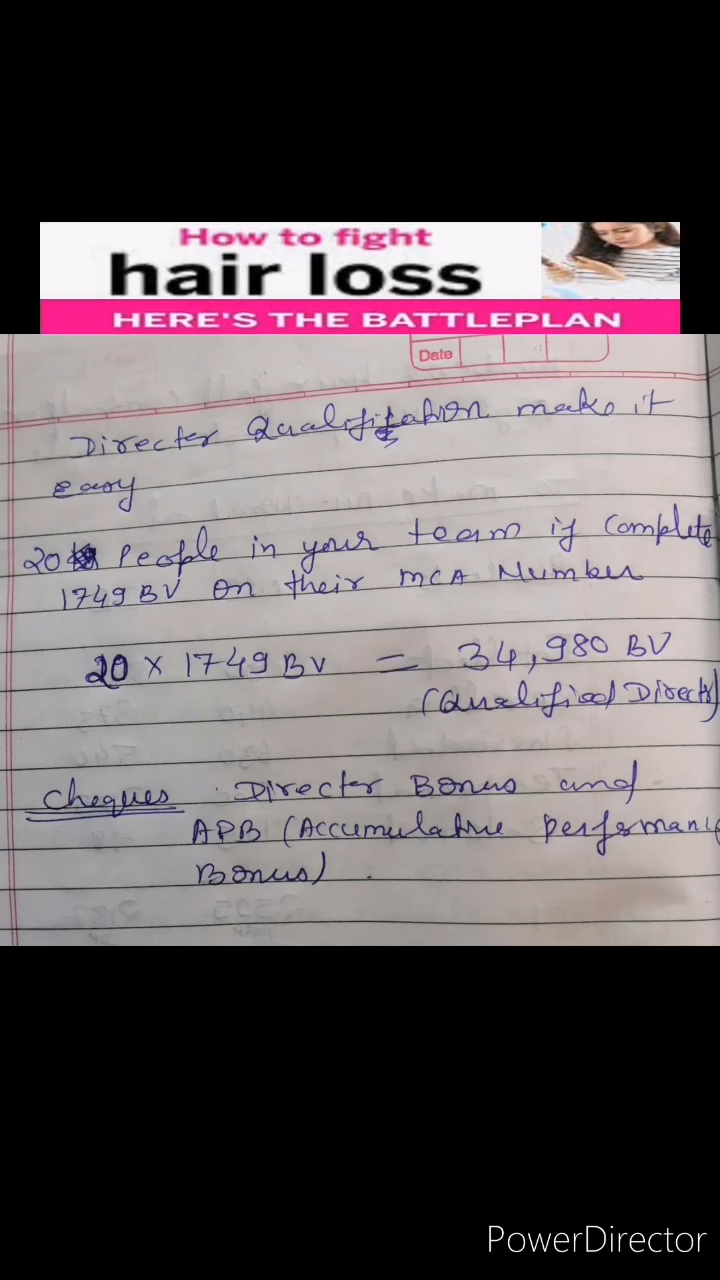 How to fight
hair loss
HERE'S THE BATTLEPLAN
Date
Director Qualification make it
easy
20 People in your team if Complete
1749 BV on their MCA Number
20 x 1749 BV = 34,980 BV
(Qualified Director)
Cheques : Director Bonus and
APB (Accumulative performance
Bonus) .
PowerDirector